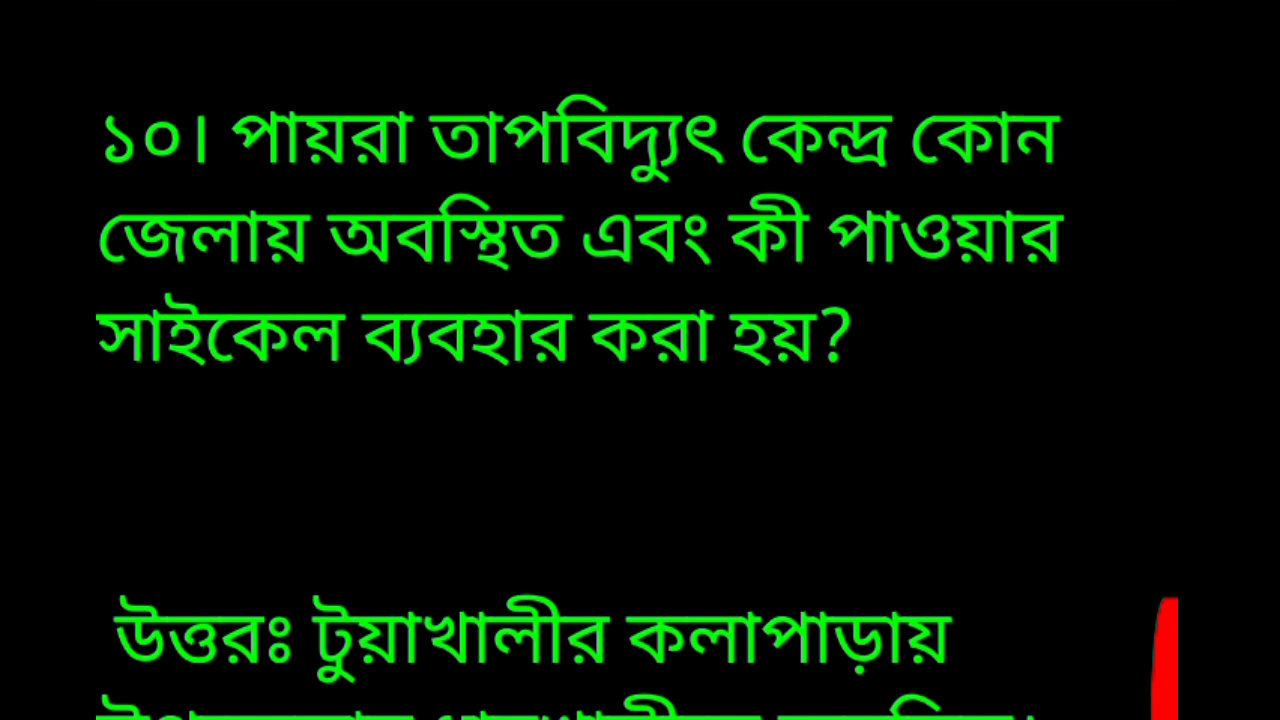 ১০। পায়রা তাপবিদ্যুৎ কেন্দ্র কোন
জেলায় অবস্থিত এবং কী পাওয়ার
সাইকেল ব্যবহার করা হয়?
উত্তরঃ টুয়াখালীর কলাপাড়ায়